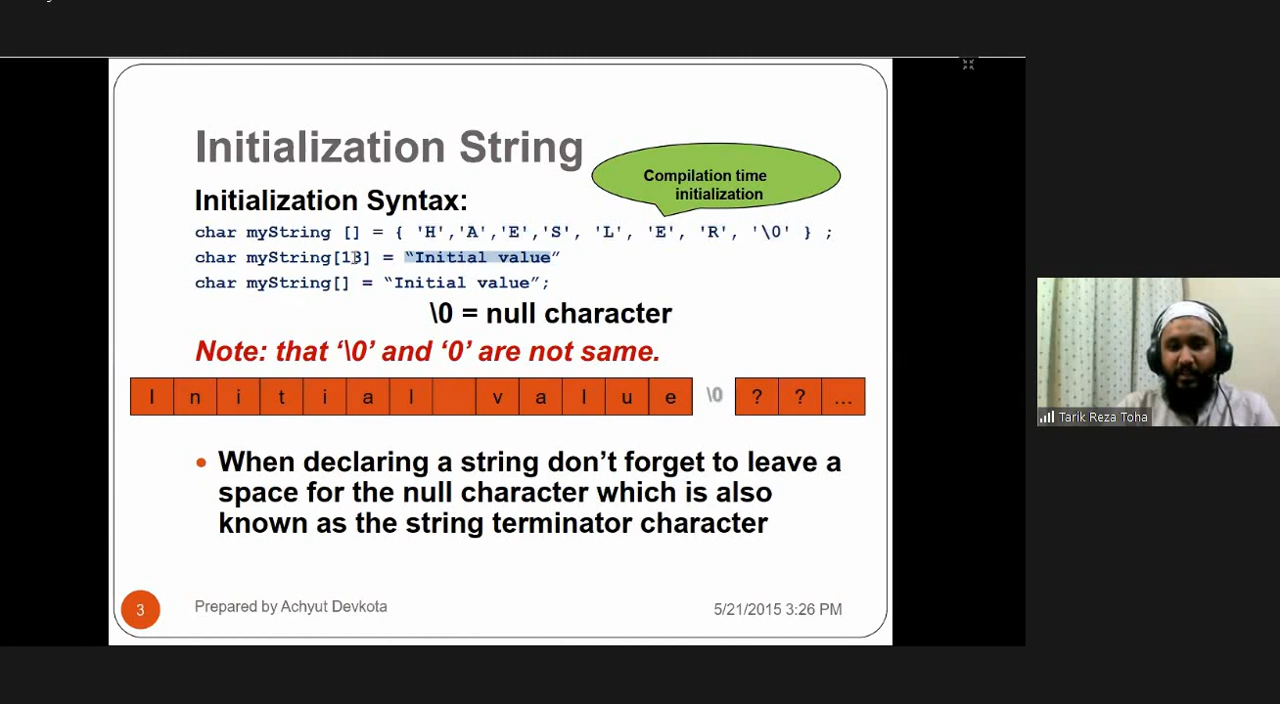 Initialization String
Compilation time
initialization
Initialization Syntax:
char myString [] = { 'H','A','E','S', 'L', 'E', 'R', '\0' } ;
char myString[13] = “Initial value”
char myString[] = “Initial value”;
\0 = null character
Note: that ‘\0’ and ‘0’ are not same.
I n i t i a l v a l u e \0 ? ? ...
• When declaring a string don’t forget to leave a
space for the null character which is also
known as the string terminator character
3 Prepared by Achyut Devkota 5/21/2015 3:26 PM
Tarik Reza Toha